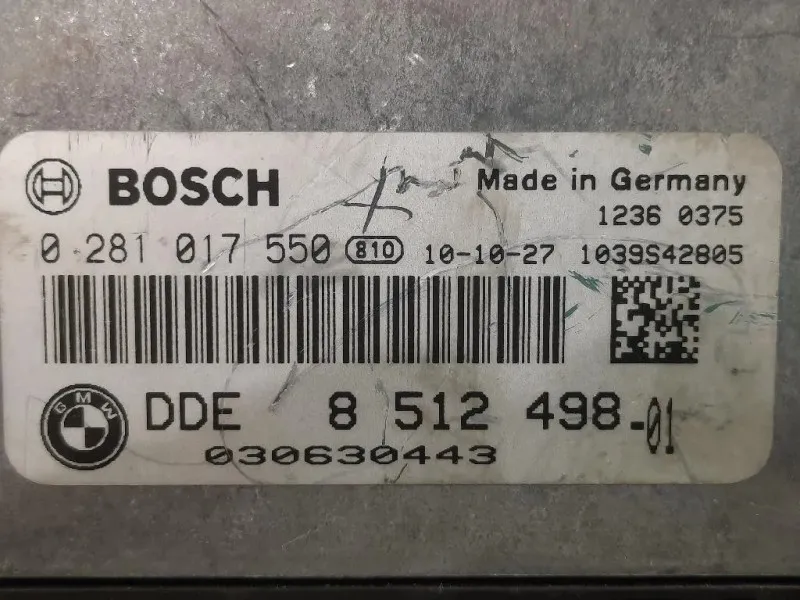 BOSCH
Made in Germany
1236 0375
0 281 017 550 810 10-10-27 1039S42805
BMW
DDE 8 512 498-01
030630443